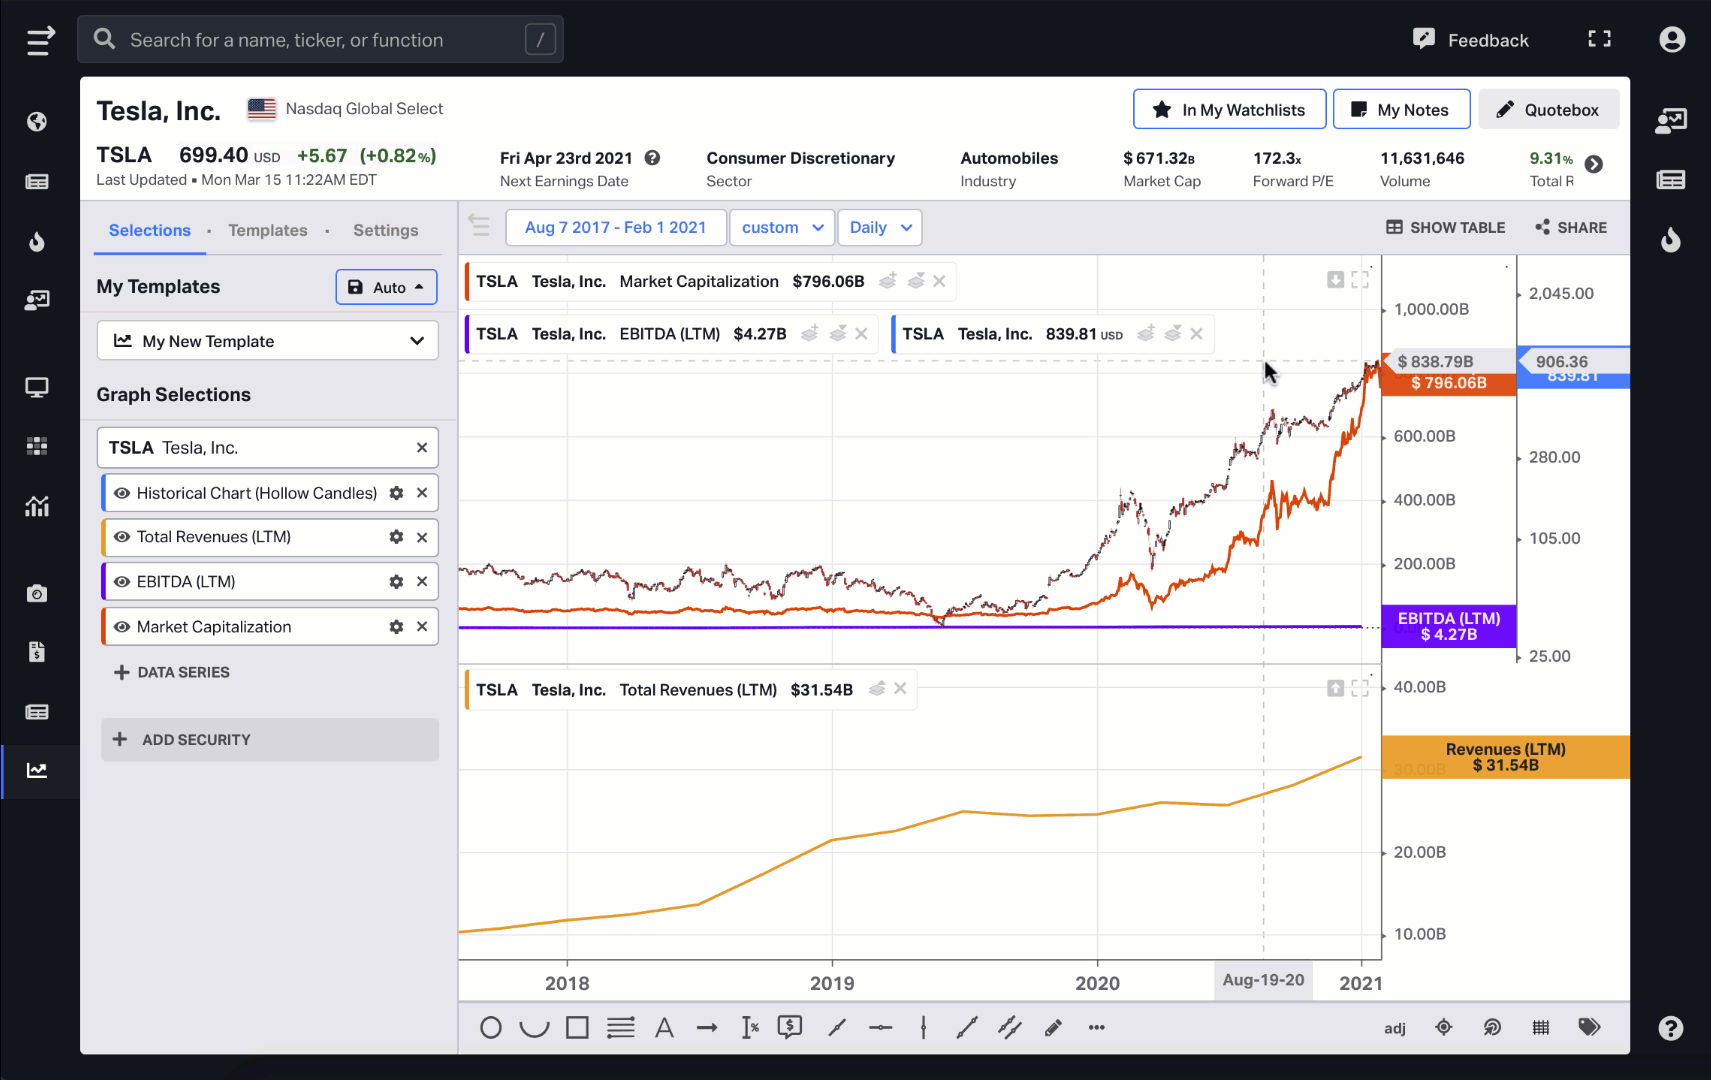 Search for a name, ticker, or function
/
Feedback
Tesla, Inc.
Nasdaq Global Select
In My Watchlists
My Notes
Quotebox
TSLA 699.40 USD +5.67 (+0.82%)
Last Updated ▪ Mon Mar 15 11:22AM EDT
Fri Apr 23rd 2021
Next Earnings Date
Consumer Discretionary
Sector
Automobiles
Industry
$ 671.32B
Market Cap
172.3x
Forward P/E
11,631,646
Volume
9.31%
Total R
Selections · Templates · Settings
Aug 7 2017 - Feb 1 2021
custom
Daily
SHOW TABLE
SHARE
My Templates
Auto
My New Template
Graph Selections
TSLA Tesla, Inc.
Historical Chart (Hollow Candles)
Total Revenues (LTM)
EBITDA (LTM)
Market Capitalization
+ DATA SERIES
+ ADD SECURITY
TSLA Tesla, Inc. Market Capitalization $796.06B
TSLA Tesla, Inc. EBITDA (LTM) $4.27B
TSLA Tesla, Inc. 839.81 USD
1,000.00B
$ 838.79B
$ 796.06B
600.00B
400.00B
200.00B
EBITDA (LTM)
$ 4.27B
2,045.00
906.36
839.81
280.00
105.00
25.00
TSLA Tesla, Inc. Total Revenues (LTM) $31.54B
40.00B
Revenues (LTM)
$ 31.54B
30.00B
20.00B
10.00B
2018
2019
2020
Aug-19-20
2021
A
%
$
adj
?